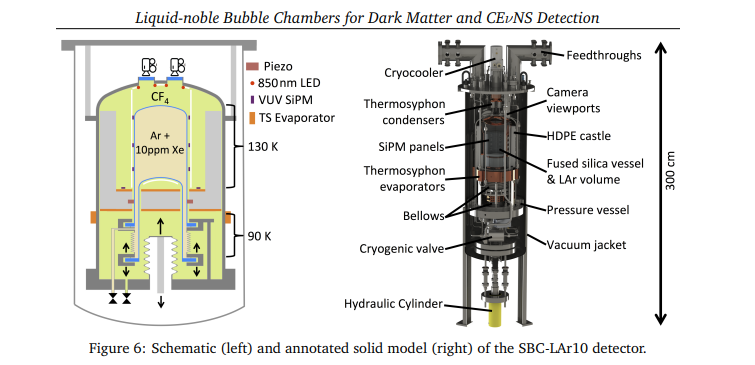 Liquid-noble Bubble Chambers for Dark Matter and CEνNS Detection
CF4
Ar +
10ppm Xe
Piezo
850nm LED
VUV SiPM
TS Evaporator
130 K
90 K
Cryocooler
Thermosyphon
condensers
SiPM panels
Thermosyphon
evaporators
Bellows
Cryogenic valve
Hydraulic Cylinder
Feedthroughs
Camera
viewports
HDPE castle
Fused silica vessel
& LAr volume
Pressure vessel
Vacuum jacket
300 cm
Figure 6: Schematic (left) and annotated solid model (right) of the SBC-LAr10 detector.